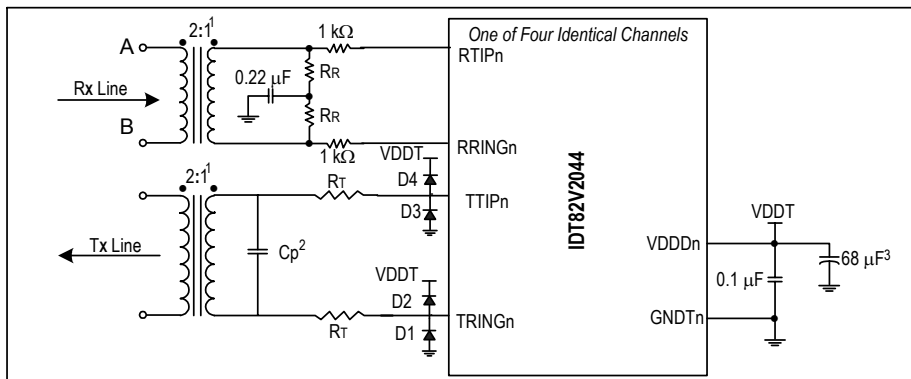 One of Four Identical Channels
2:1¹
A
1 kΩ
RTIPn
0.22 µF
RR
Rx Line
RR
B
RRINGn
1 kΩ
VDDT
2:1¹
D4
RT
TTIPn
D3
IDT82V2044
VDDT
VDDDn
Tx Line
Cp²
68 µF³
VDDT
0.1 µF
D2
GNDTn
TRINGn
RT
D1